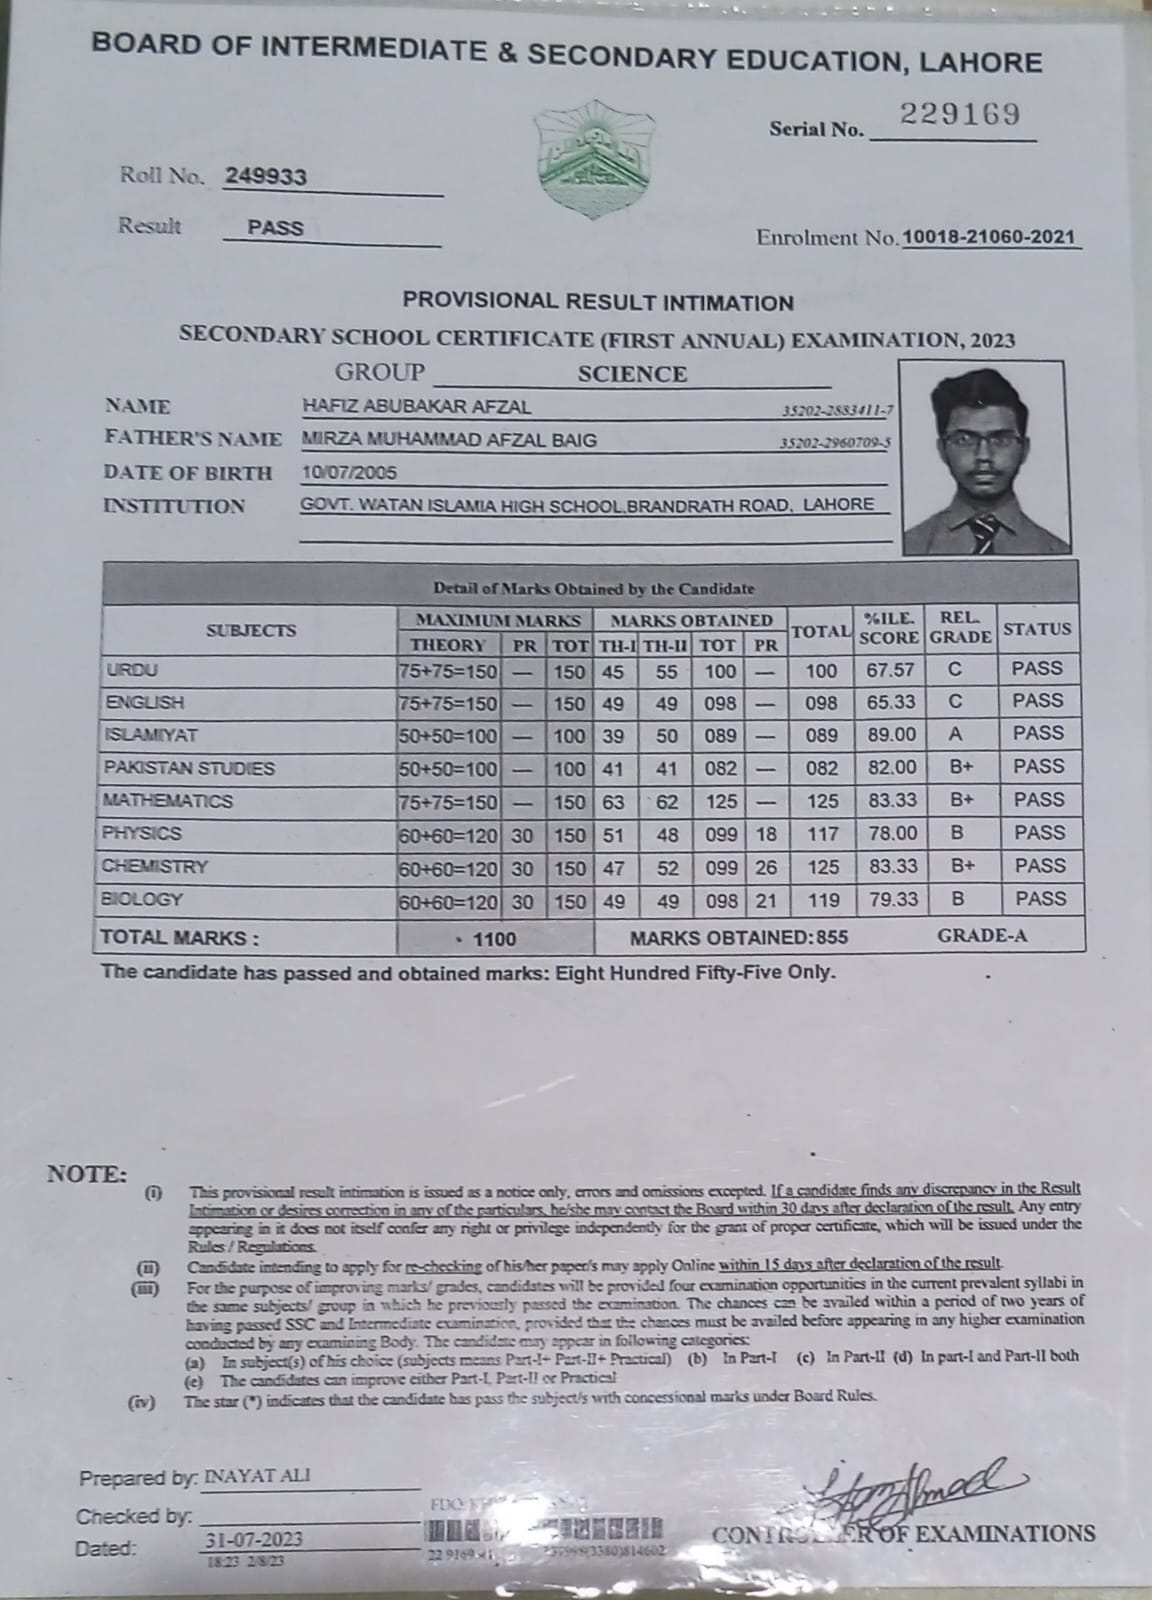 BOARD OF INTERMEDIATE & SECONDARY EDUCATION, LAHORE
Serial No. 229169
Roll No. 249933
Result PASS
Enrolment No. 10018-21060-2021
PROVISIONAL RESULT INTIMATION
SECONDARY SCHOOL CERTIFICATE (FIRST ANNUAL) EXAMINATION, 2023
GROUP SCIENCE
NAME HAFIZ ABUBAKAR AFZAL 35202-2883411-7
FATHER'S NAME MIRZA MUHAMMAD AFZAL BAIG 35202-2960709-5
DATE OF BIRTH 10/07/2005
INSTITUTION GOVT. WATAN ISLAMIA HIGH SCHOOL,BRANDRATH ROAD, LAHORE
Detail of Marks Obtained by the Candidate
SUBJECTS MAXIMUM MARKS MARKS OBTAINED TOTAL %ILE. SCORE REL. GRADE STATUS
THEORY PR TOT TH-I TH-II TOT PR
URDU 75+75=150 — 150 45 55 100 — 100 67.57 C PASS
ENGLISH 75+75=150 — 150 49 49 098 — 098 65.33 C PASS
ISLAMIYAT 50+50=100 — 100 39 50 089 — 089 89.00 A PASS
PAKISTAN STUDIES 50+50=100 — 100 41 41 082 — 082 82.00 B+ PASS
MATHEMATICS 75+75=150 — 150 63 62 125 — 125 83.33 B+ PASS
PHYSICS 60+60=120 30 150 51 48 099 18 117 78.00 B PASS
CHEMISTRY 60+60=120 30 150 47 52 099 26 125 83.33 B+ PASS
BIOLOGY 60+60=120 30 150 49 49 098 21 119 79.33 B PASS
TOTAL MARKS : 1100 MARKS OBTAINED:855 GRADE-A
The candidate has passed and obtained marks: Eight Hundred Fifty-Five Only.
NOTE:
(i) This provisional result intimation is issued as a notice only, errors and omissions excepted. If a candidate finds any discrepancy in the Result
Intimation or desires correction in any of the particulars, he/she may contact the Board within 30 days after declaration of the result. Any entry
appearing in it does not itself confer any right or privilege independently for the grant of proper certificate, which will be issued under the
Rules / Regulations.
(ii) Candidate intending to apply for re-checking of his/her paper/s may apply Online within 15 days after declaration of the result.
(iii) For the purpose of improving marks/ grades, candidates will be provided four examination opportunities in the current prevalent syllabi in
the same subjects/ group in which he previously passed the examination. The chances can be availed within a period of two years of
having passed SSC and Intermediate examination, provided that the chances must be availed before appearing in any higher examination
conducted by any examining Body. The candidate may appear in following categories:
(a) In subject(s) of his choice (subjects means Part-I+ Part-II+ Practical) (b) In Part-I (c) In Part-II (d) In part-I and Part-II both
(e) The candidates can improve either Part-I, Part-II or Practical
(iv) The star (*) indicates that the candidate has pass the subject/s with concessional marks under Board Rules.
Prepared by: INAYAT ALI
Checked by:
Dated: 31-07-2023
18:23 2/8/23
OF EXAMINATIONS